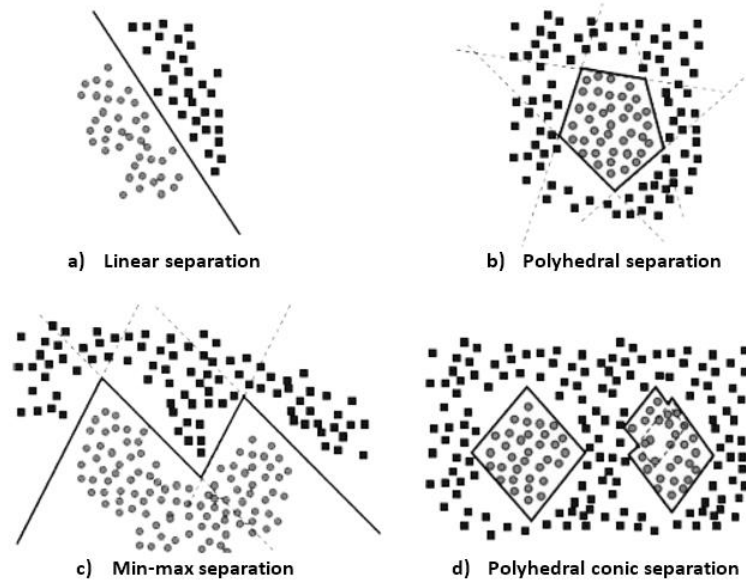 a) Linear separation
b) Polyhedral separation
c) Min-max separation
d) Polyhedral conic separation